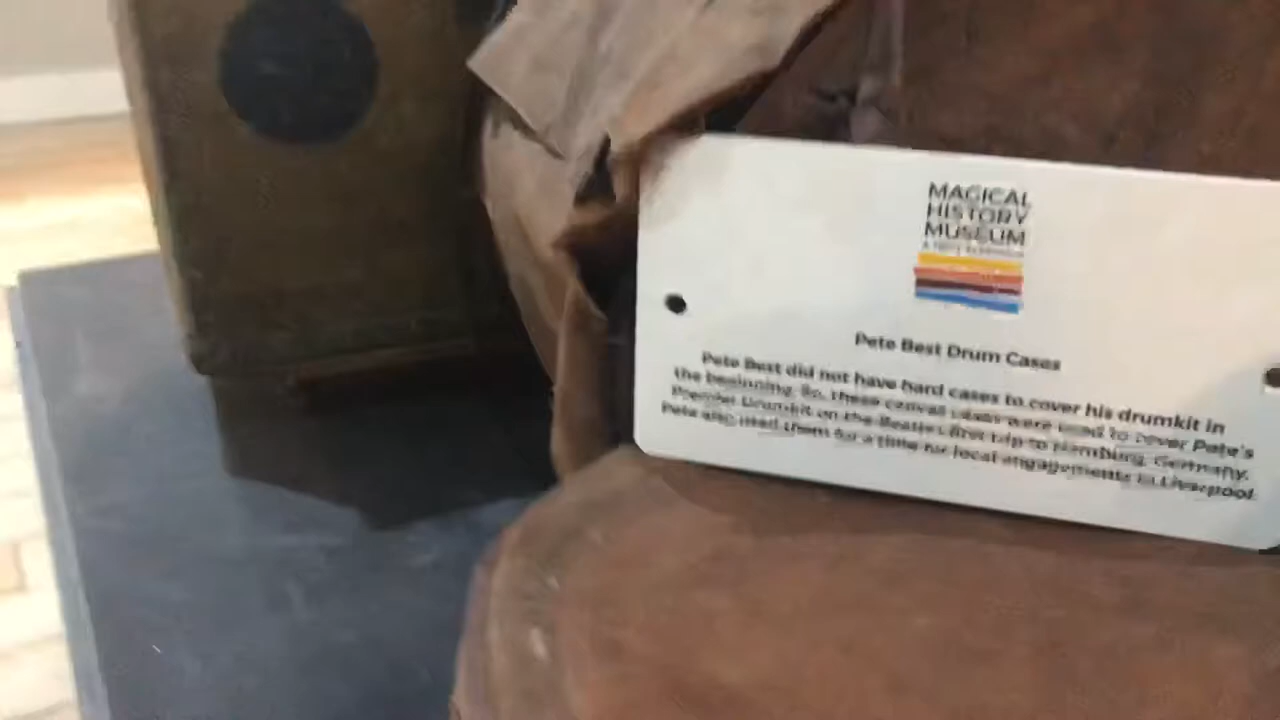 MAGICAL
HISTORY
MUSEUM
Pete Best Drum Cases
Pete Best did not have hard cases to cover his drumkit in
the beginning. So, these canvas cases were used to cover Pete's
Premier Drumkit on the Beatles first trip to Hamburg, Germany.
Pete also used them for a time for local engagements in Liverpool.